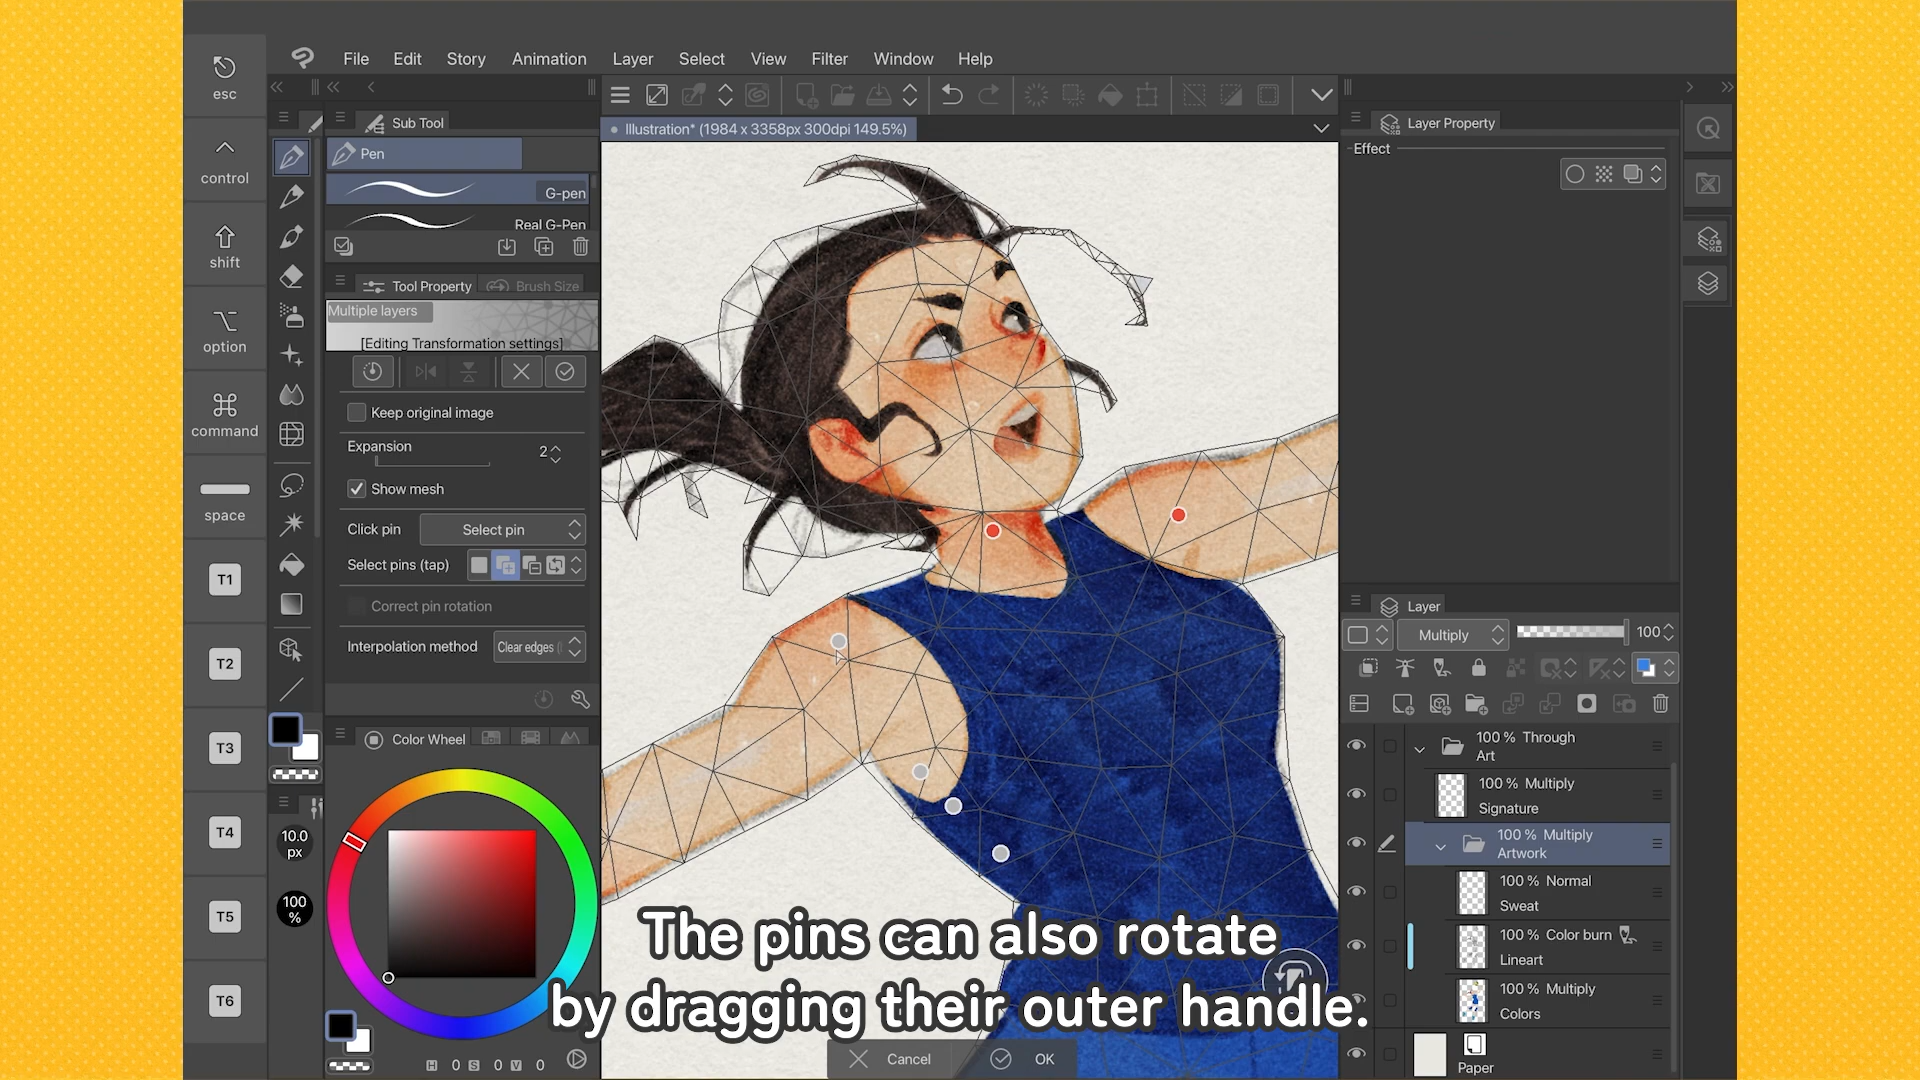 File Edit Story Animation Layer Select View Filter Window Help
esc
control
shift
option
command
space
T1
T2
T3
T4
T5
T6
Sub Tool
Pen
G-pen
Real G-Pen
Tool Property
Brush Size
Multiple layers
[Editing Transformation settings]
Keep original image
Expansion 2
Show mesh
Click pin Select pin
Select pins (tap)
Correct pin rotation
Interpolation method Clear edges
Color Wheel
10.0
px
100
%
H 0 S 0 V 0
Illustration* (1984 x 3358px 300dpi 149.5%)
The pins can also rotate
by dragging their outer handle.
Cancel OK
Layer Property
Effect
Layer
Multiply 100
100 % Through
Art
100 % Multiply
Signature
100 % Multiply
Artwork
100 % Normal
Sweat
100 % Color burn
Lineart
100 % Multiply
Colors
Paper